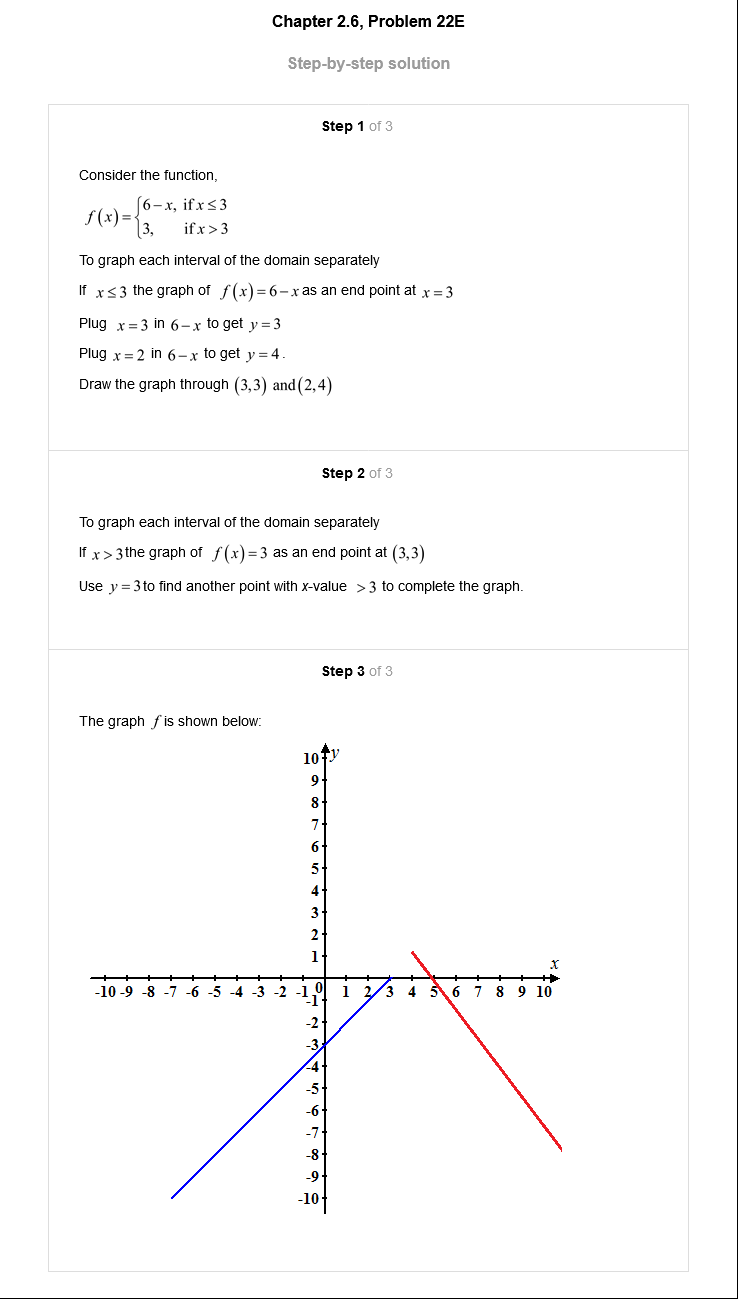 Chapter 2.6, Problem 22E
Step-by-step solution
Step 1 of 3
Consider the function,
f(x)={6−x, if x≤3
3, if x>3
To graph each interval of the domain separately
If x≤3 the graph of f(x)=6−x as an end point at x=3
Plug x=3 in 6−x to get y=3
Plug x=2 in 6−x to get y=4.
Draw the graph through (3,3) and (2,4)
Step 2 of 3
To graph each interval of the domain separately
If x>3 the graph of f(x)=3 as an end point at (3,3)
Use y=3 to find another point with x-value >3 to complete the graph.
Step 3 of 3
The graph f is shown below:
10 y
9
8
7
6
5
4
3
2
1
x
-10 -9 -8 -7 -6 -5 -4 -3 -2 -1 0 1 2 3 4 5 6 7 8 9 10
-1
-2
-3
-4
-5
-6
-7
-8
-9
-10